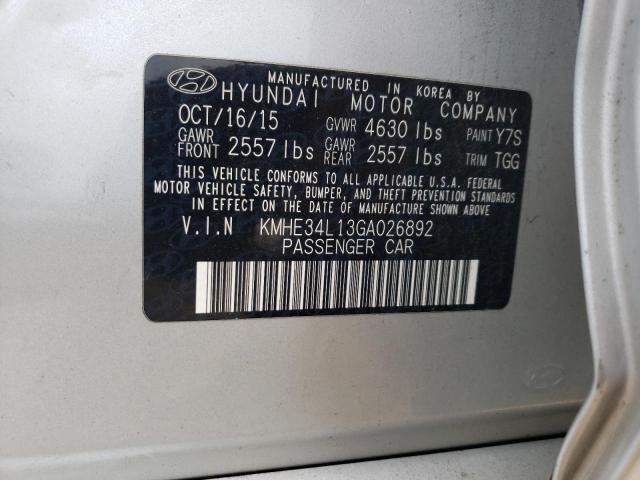 MANUFACTURED IN KOREA BY
HYUNDAI MOTOR COMPANY
OCT/16/15 GVWR 4630 lbs PAINT Y7S
GAWR FRONT 2557 lbs GAWR REAR 2557 lbs TRIM TGG
THIS VEHICLE CONFORMS TO ALL APPLICABLE U.S.A. FEDERAL
MOTOR VEHICLE SAFETY, BUMPER, AND THEFT PREVENTION STANDARDS
IN EFFECT ON THE DATE OF MANUFACTURE SHOWN ABOVE.
V.I.N KMHE34L13GA026892
PASSENGER CAR